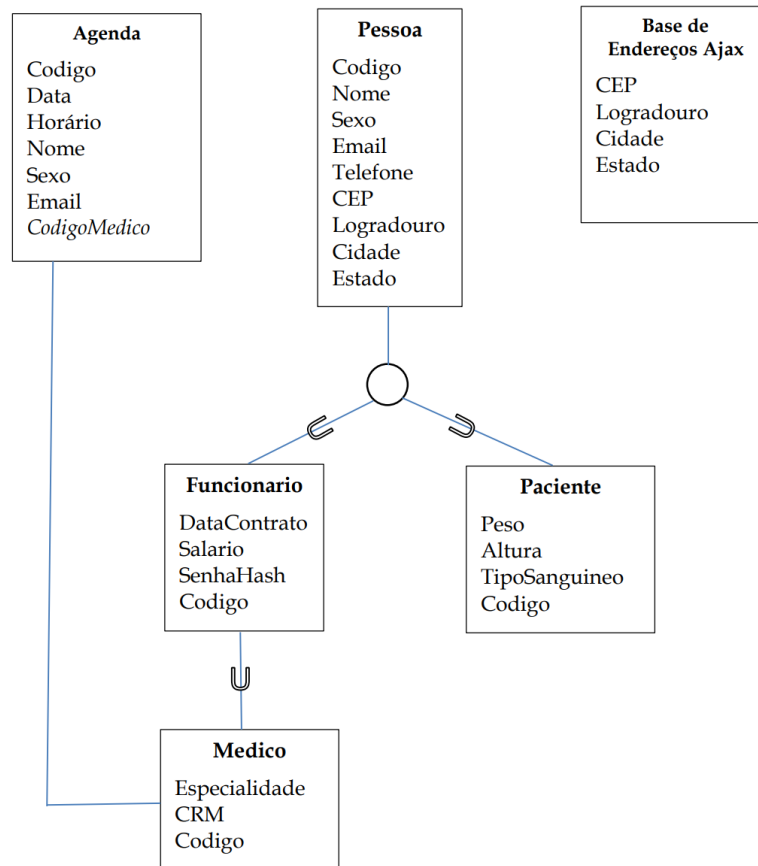 Agenda
Codigo
Data
Horário
Nome
Sexo
Email
CodigoMedico
Pessoa
Codigo
Nome
Sexo
Email
Telefone
CEP
Logradouro
Cidade
Estado
Base de
Endereços Ajax
CEP
Logradouro
Cidade
Estado
Funcionario
DataContrato
Salario
SenhaHash
Codigo
Paciente
Peso
Altura
TipoSanguineo
Codigo
Medico
Especialidade
CRM
Codigo